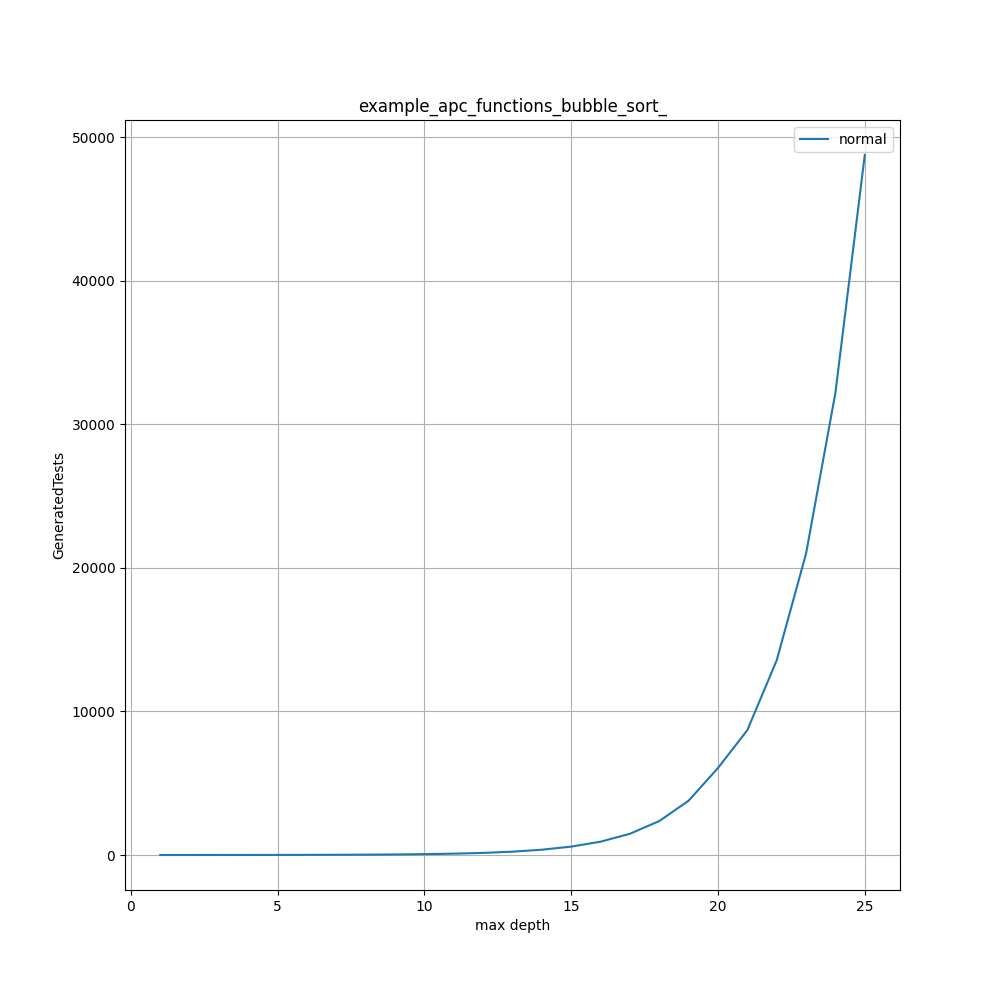 example_apc_functions_bubble_sort_
normal
50000
40000
30000
20000
10000
0
GeneratedTests
0 5 10 15 20 25
max depth